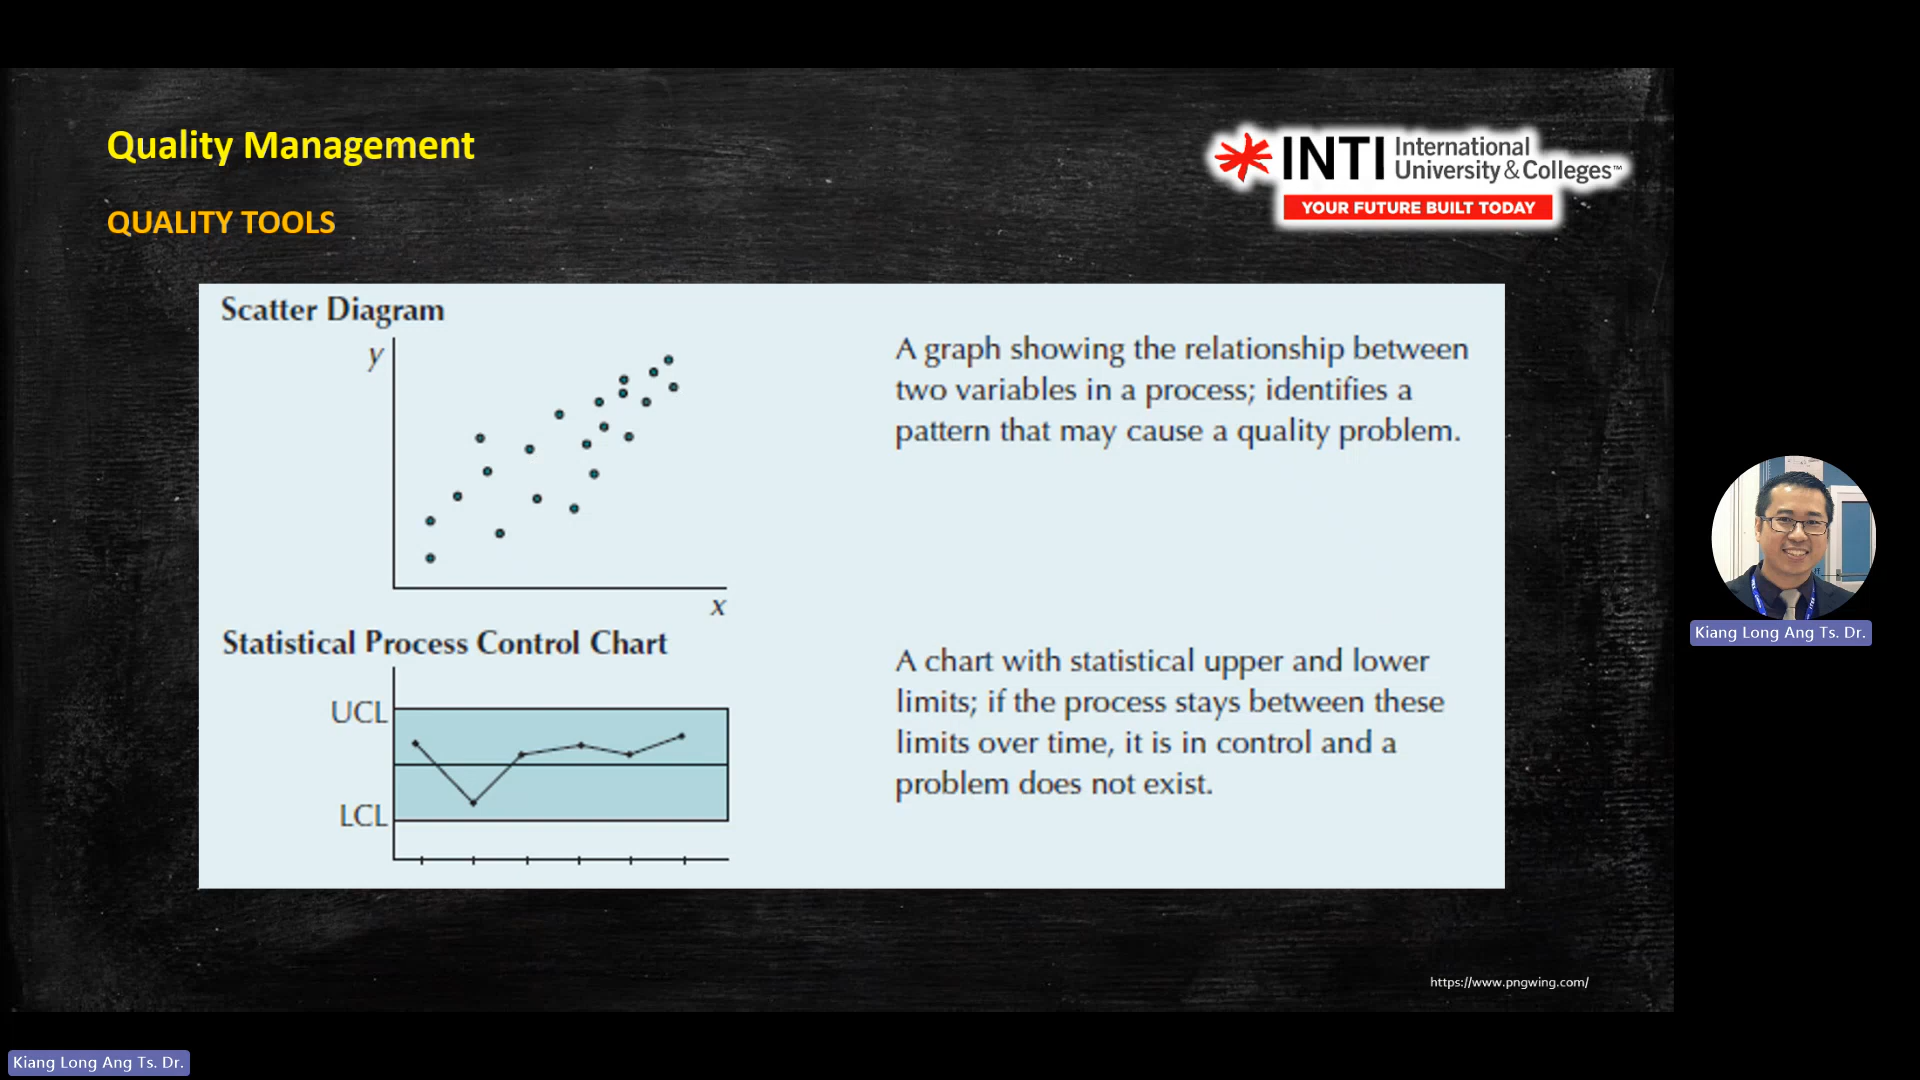 Quality Management
QUALITY TOOLS
INTI International
University & Colleges™
YOUR FUTURE BUILT TODAY
Scatter Diagram
y
x
A graph showing the relationship between
two variables in a process; identifies a
pattern that may cause a quality problem.
Statistical Process Control Chart
UCL
LCL
A chart with statistical upper and lower
limits; if the process stays between these
limits over time, it is in control and a
problem does not exist.
https://www.pngwing.com/
Kiang Long Ang Ts. Dr.
Kiang Long Ang Ts. Dr.